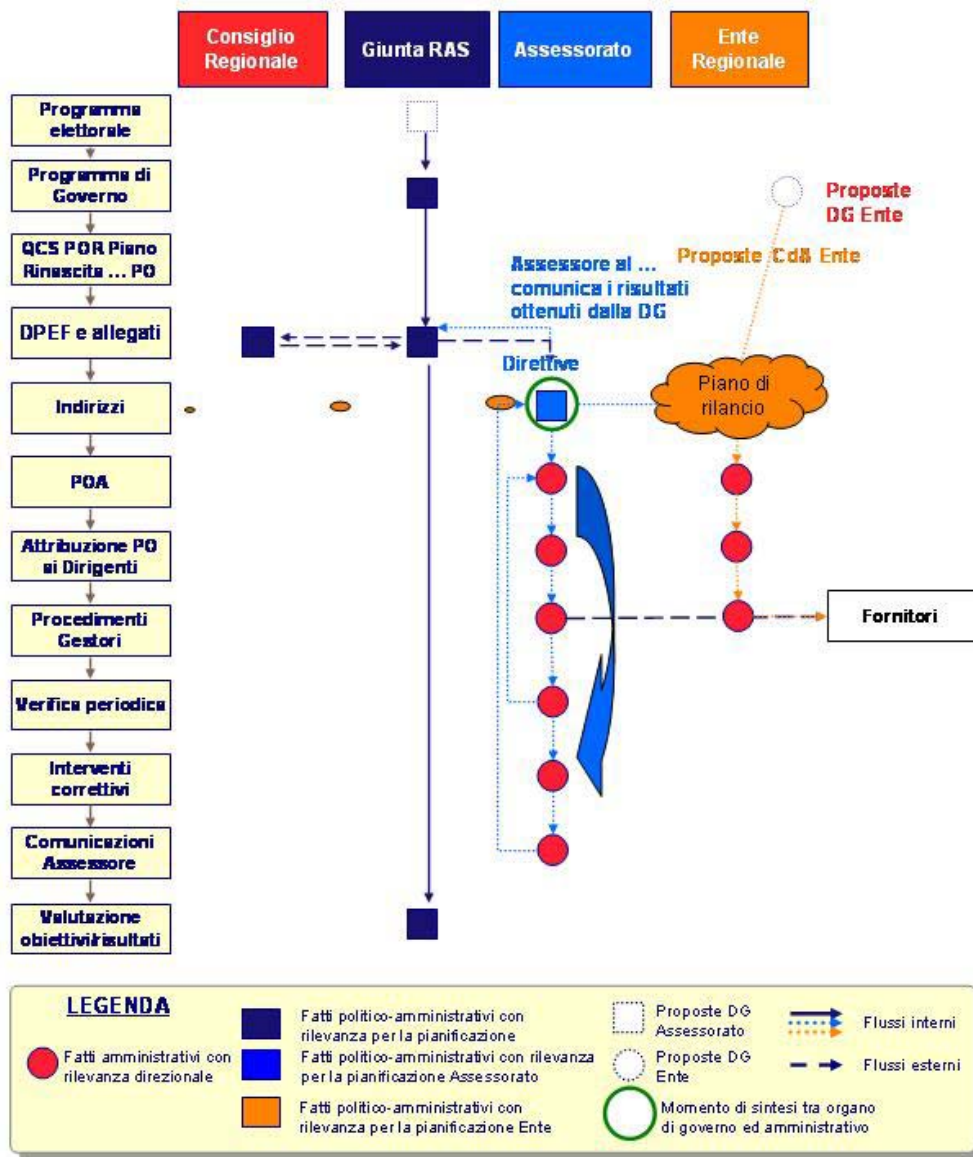 Consiglio
Regionale
Giunta RAS
Assessorato
Ente
Regionale
Programma
elettorale
Programma di
Governo
QCS POR Piano
Rinascita ... PO
DPEF e allegati
Indirizzi
POA
Attribuzione PO
ai Dirigenti
Procedimenti
Gestori
Verifica periodica
Interventi
correttivi
Comunicazioni
Assessore
Valutazione
obiettivi/risultati
Proposte
DG Ente
Proposte CdA Ente
Assessore al ...
comunica i risultati
ottenuti dalla DG
Direttive
Piano di
rilancio
Fornitori
LEGENDA
Fatti amministrativi con
rilevanza direzionale
Fatti politico-amministrativi con
rilevanza per la pianificazione
Fatti politico-amministrativi con rilevanza
per la pianificazione Assessorato
Fatti politico-amministrativi con
rilevanza per la pianificazione Ente
Proposte DG
Assessorato
Proposte DG
Ente
Momento di sintesi tra organo
di governo ed amministrativo
Flussi interni
Flussi esterni